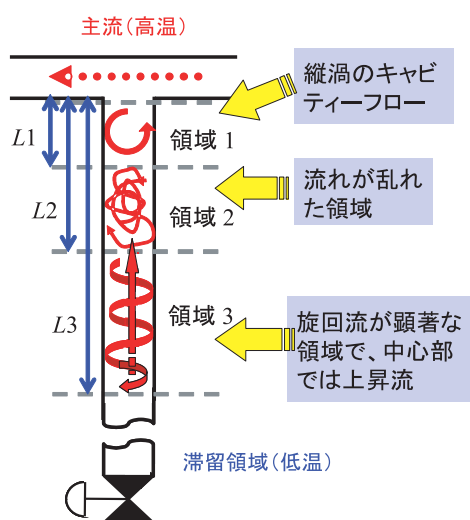 主流(高温)
縦渦のキャビ
ティーフロー
L1
領域 1
流れが乱れ
た領域
L2
領域 2
L3
領域 3
旋回流が顕著な
領域で、中心部
では上昇流
滞留領域(低温)